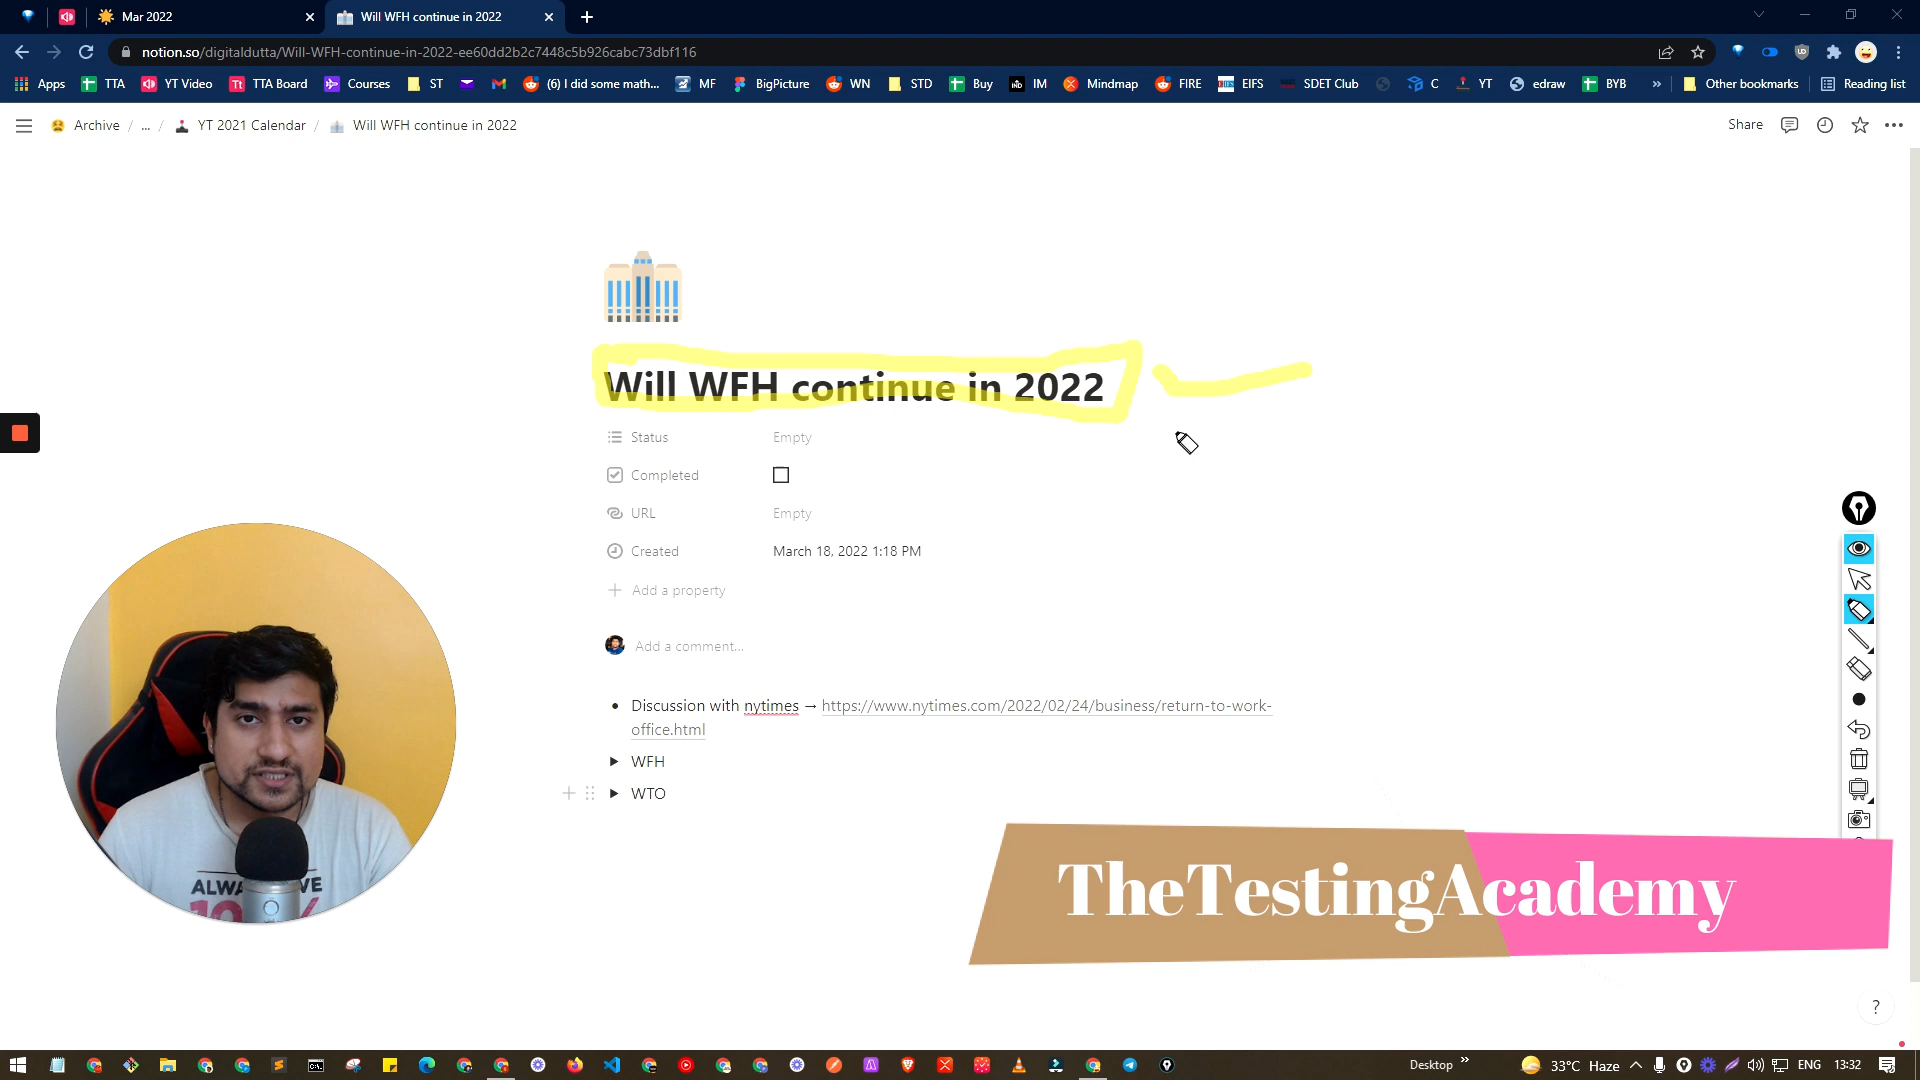 Mar 2022
Will WFH continue in 2022
notion.so/digitaldutta/Will-WFH-continue-in-2022-ee60dd2b2c7448c5b926cabc73dbf116
Apps TTA YT Video TTA Board Courses ST (6) I did some math... MF BigPicture WN STD Buy IM Mindmap FIRE EIFS SDET Club C YT edraw BYB » Other bookmarks Reading list
Archive / ... / YT 2021 Calendar / Will WFH continue in 2022
Share
Will WFH continue in 2022
Status Empty
Completed
URL Empty
Created March 18, 2022 1:18 PM
Add a property
Add a comment...
Discussion with nytimes → https://www.nytimes.com/2022/02/24/business/return-to-work-
office.html
WFH
WTO
TheTestingAcademy
?
Desktop » 33°C Haze ENG 13:32